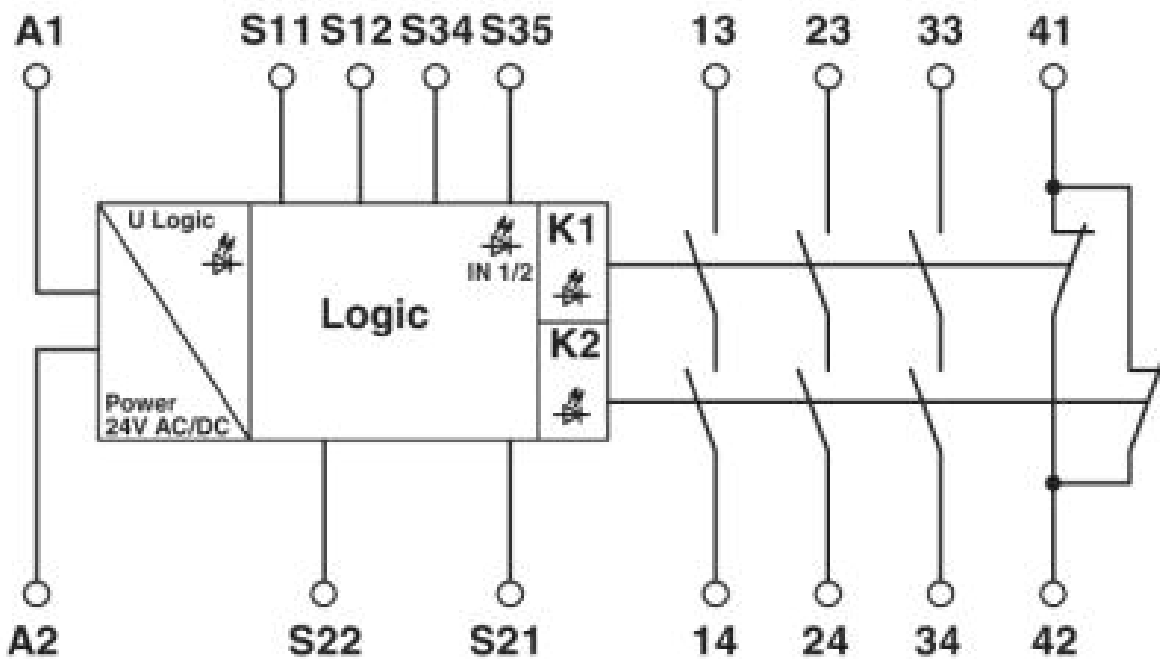 A1 S11 S12 S34 S35 13 23 33 41
U Logic
K1
IN 1/2
Logic
K2
Power
24V AC/DC
A2 S22 S21 14 24 34 42